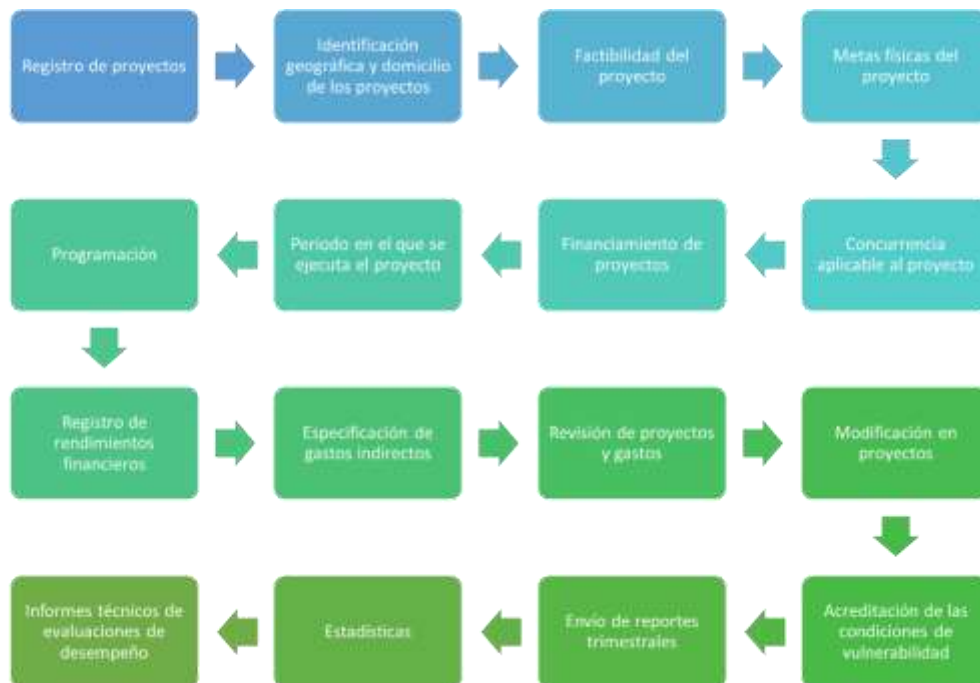 Registro de proyectos
Identificación
geográfica y domicilio
de los proyectos
Factibilidad del
proyecto
Metas físicas del
proyecto
Concurrencia
aplicable al proyecto
Financiamiento de
proyectos
Periodo en el que se
ejecuta el proyecto
Programación
Registro de
rendimientos
financieros
Especificación de
gastos indirectos
Revisión de proyectos
y gastos
Modificación en
proyectos
Acreditación de las
condiciones de
vulnerabilidad
Envío de reportes
trimestrales
Estadísticas
Informes técnicos de
evaluaciones de
desempeño